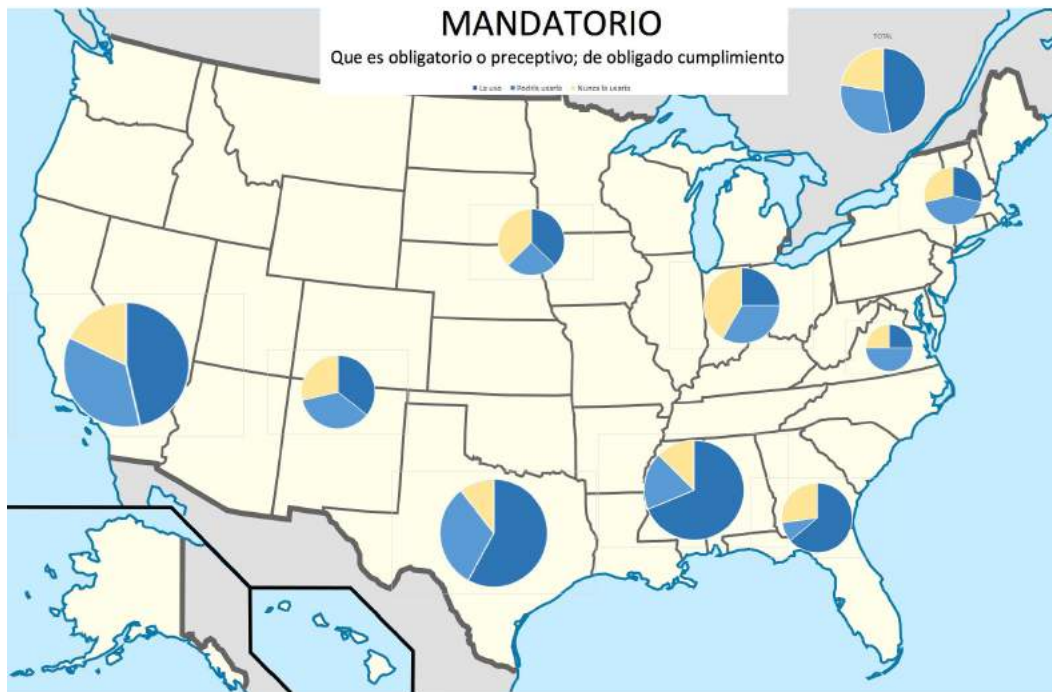 MANDATORIO
Que es obligatorio o preceptivo; de obligado cumplimiento
Lo uso Podría usarlo Nunca lo usaría
TOTAL